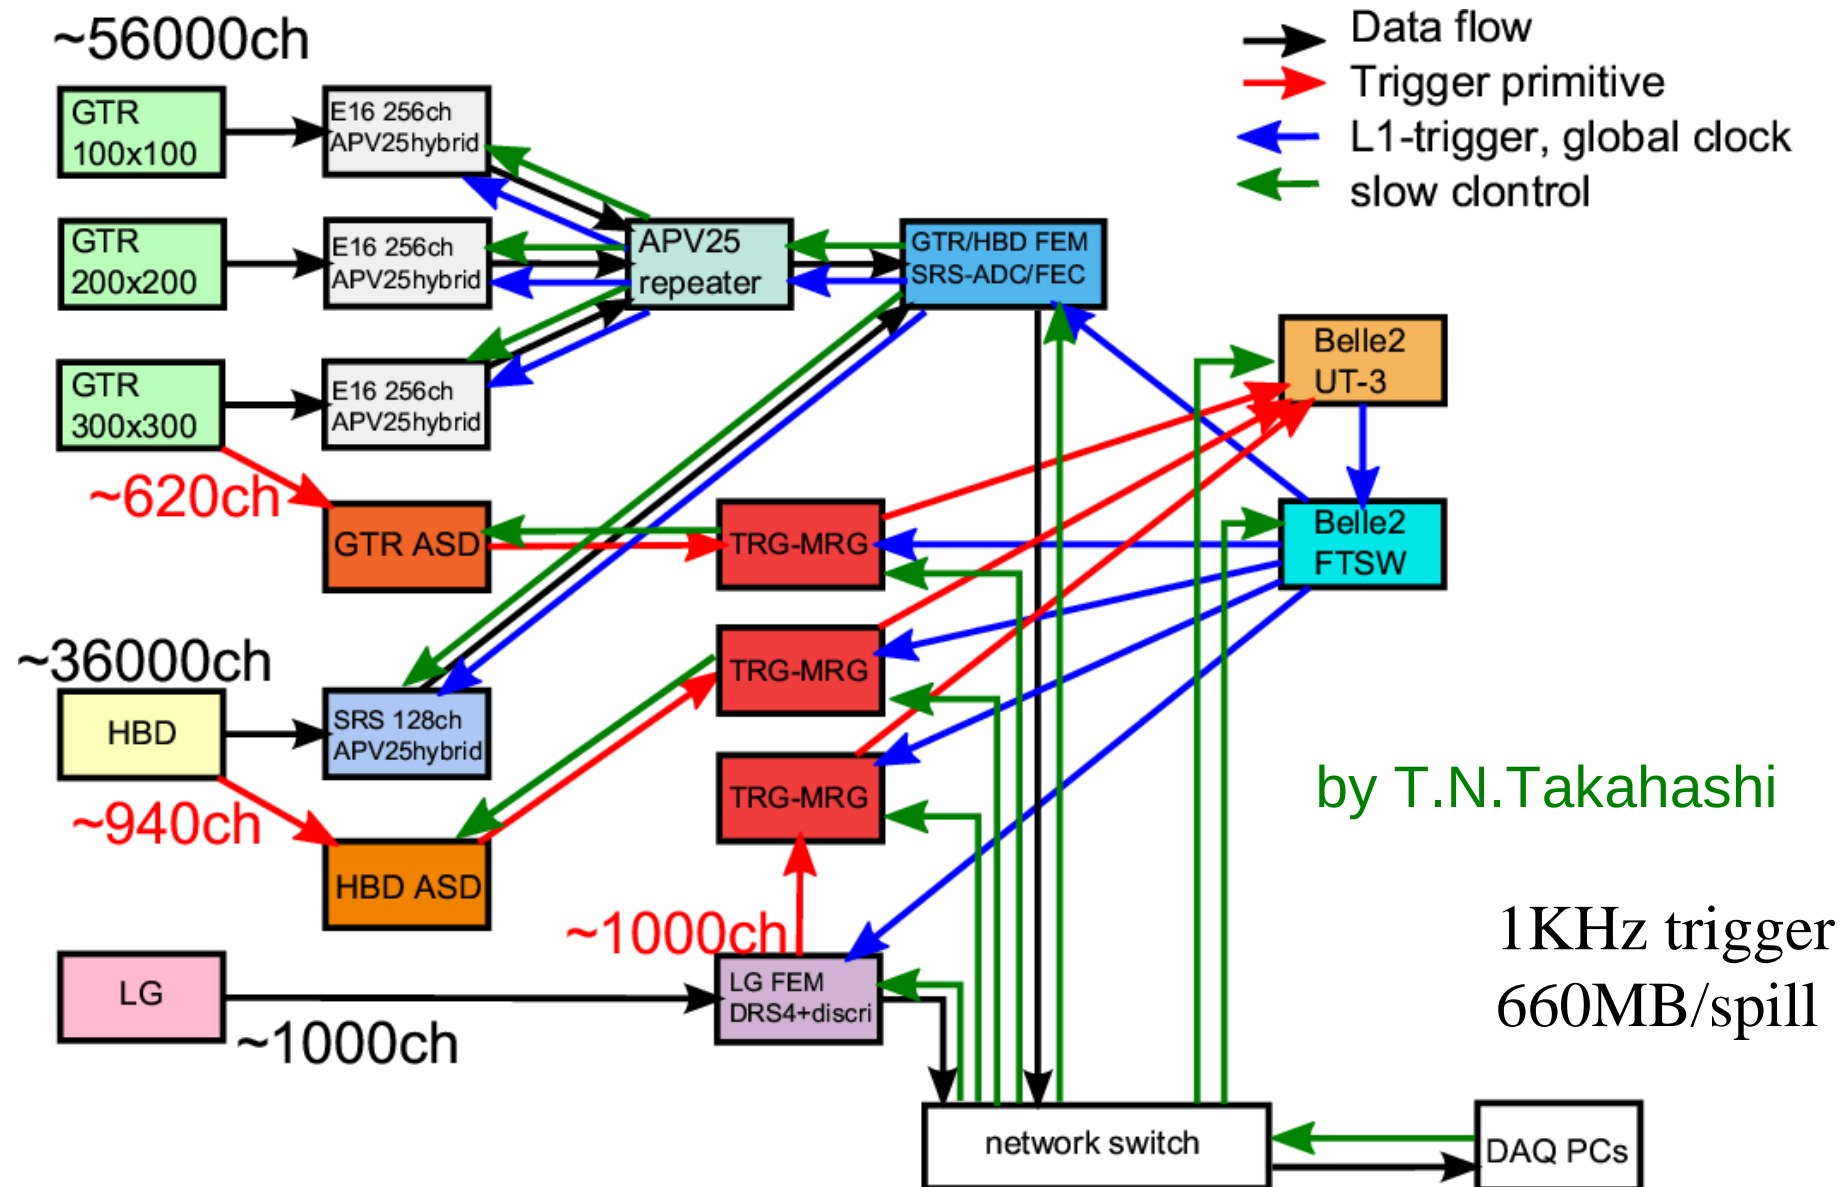 ~56000ch
Data flow
Trigger primitive
L1-trigger, global clock
slow clontrol
GTR
100x100
E16 256ch
APV25hybrid
GTR
200x200
E16 256ch
APV25hybrid
APV25
repeater
GTR/HBD FEM
SRS-ADC/FEC
GTR
300x300
E16 256ch
APV25hybrid
Belle2
UT-3
~620ch
GTR ASD
TRG-MRG
Belle2
FTSW
~36000ch
HBD
SRS 128ch
APV25hybrid
TRG-MRG
~940ch
HBD ASD
TRG-MRG
by T.N.Takahashi
~1000ch
LG
~1000ch
LG FEM
DRS4+discri
1KHz trigger
660MB/spill
network switch
DAQ PCs